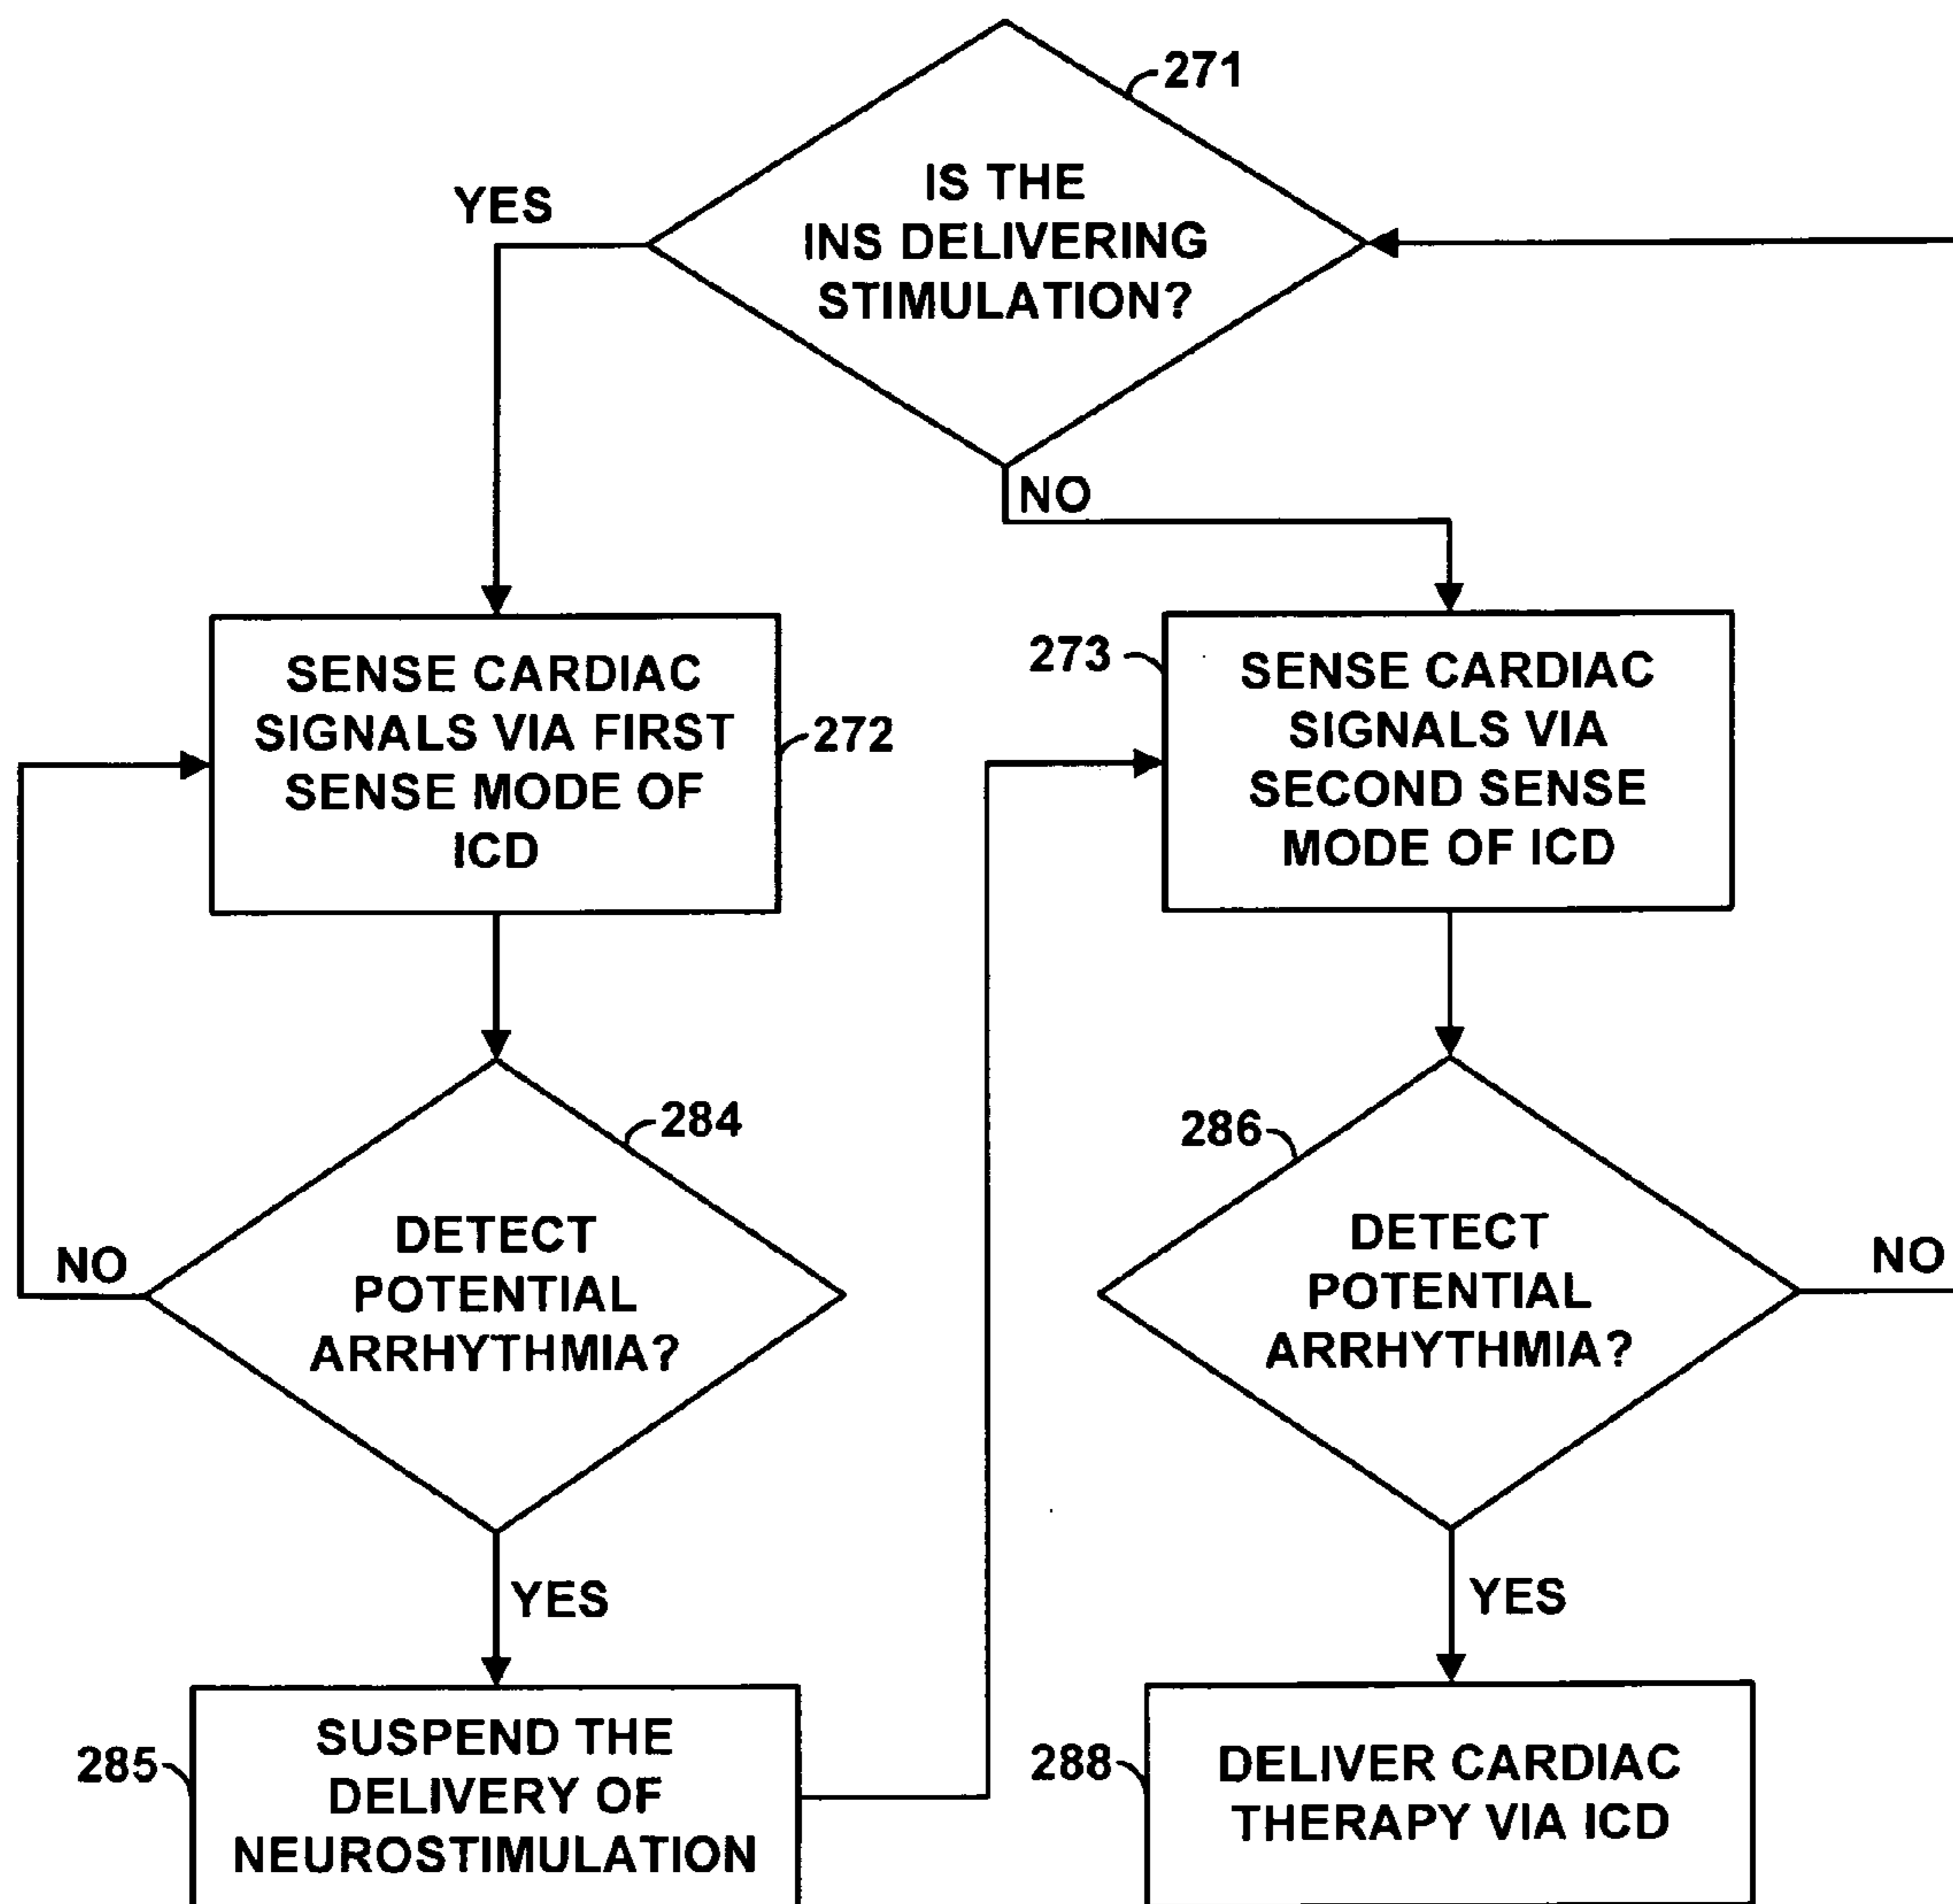 271
IS THE
INS DELIVERING
STIMULATION?
YES
NO
SENSE CARDIAC
SIGNALS VIA FIRST
SENSE MODE OF
ICD
272
273
SENSE CARDIAC
SIGNALS VIA
SECOND SENSE
MODE OF ICD
284
DETECT
POTENTIAL
ARRHYTHMIA?
NO
YES
286
DETECT
POTENTIAL
ARRHYTHMIA?
NO
YES
285
SUSPEND THE
DELIVERY OF
NEUROSTIMULATION
288
DELIVER CARDIAC
THERAPY VIA ICD